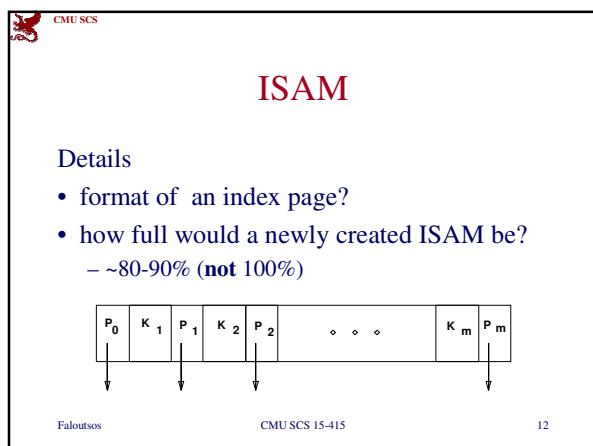 CMU SCS
ISAM
Details
• format of an index page?
• how full would a newly created ISAM be?
– ~80-90% (not 100%)
P0 K1 P1 K2 P2 Km Pm
Faloutsos CMU SCS 15-415 12